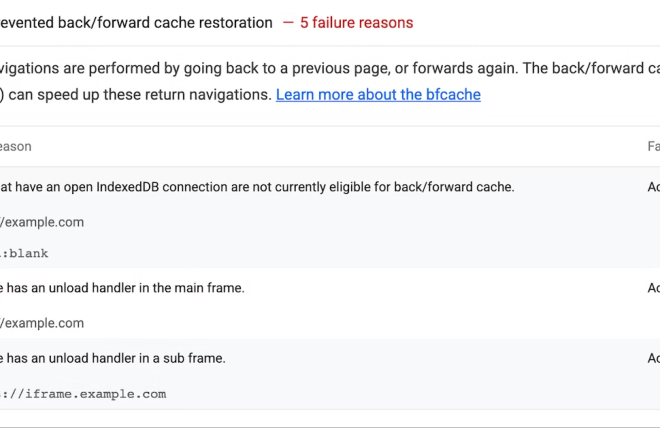 evented back/forward cache restoration — 5 failure reasons
vigations are performed by going back to a previous page, or forwards again. The back/forward ca
) can speed up these return navigations. Learn more about the bfcache
eason Fa
at have an open IndexedDB connection are not currently eligible for back/forward cache. Ac
/example.com
:blank
e has an unload handler in the main frame. Ac
/example.com
e has an unload handler in a sub frame. Ac
://iframe.example.com